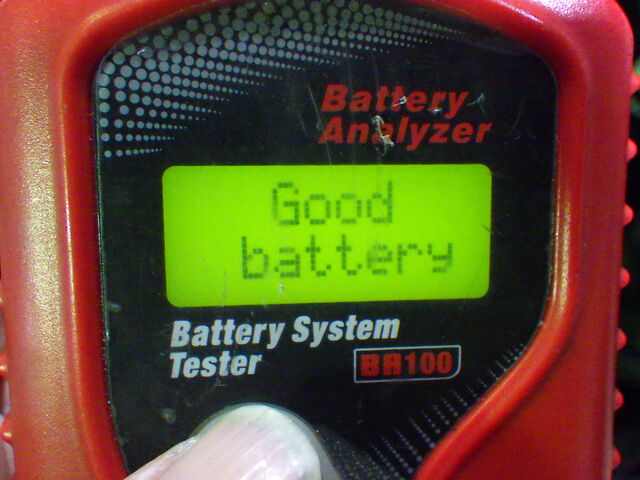 Battery
Analyzer
Good
battery
Battery System
Tester
BA100